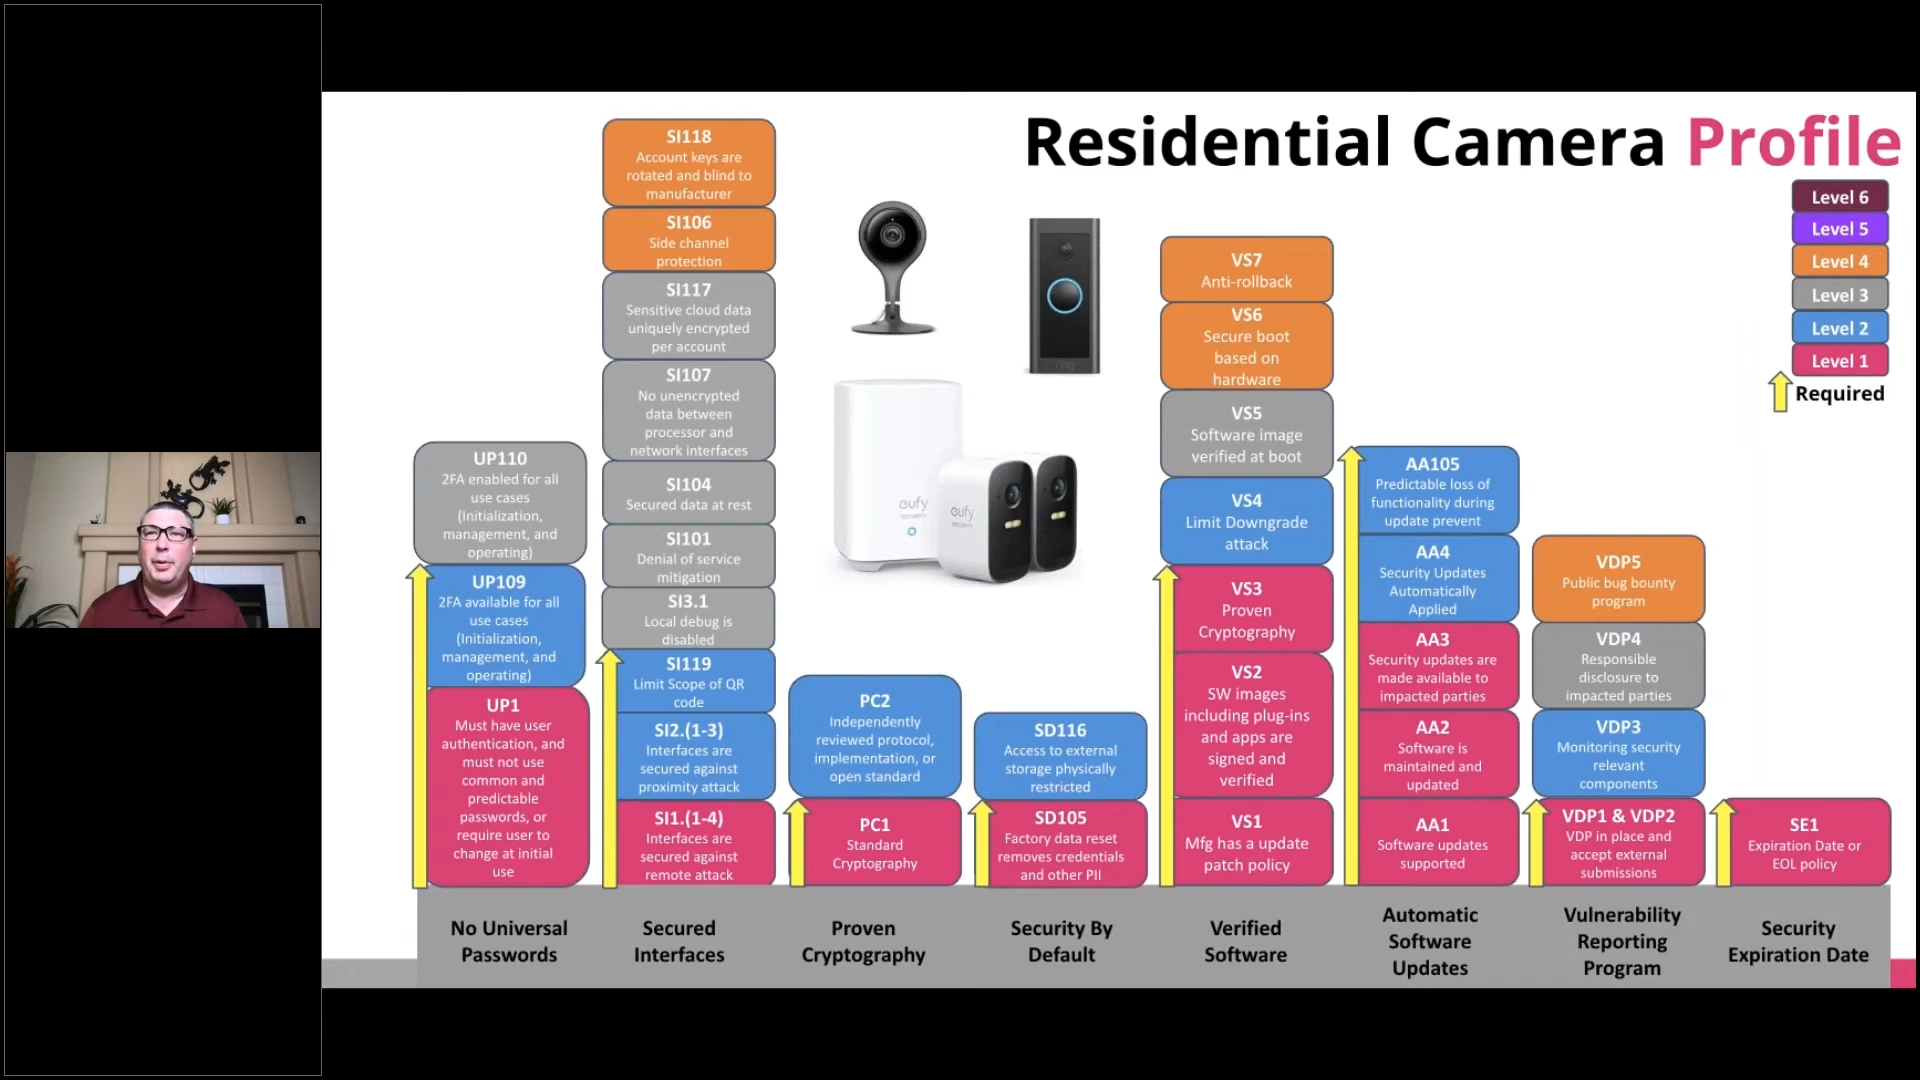 Residential Camera Profile
Level 6
Level 5
Level 4
Level 3
Level 2
Level 1
Required
UP110
2FA enabled for all
use cases
(Initialization,
management, and
operating)
UP109
2FA available for all
use cases
(Initialization,
management, and
operating)
UP1
Must have user
authentication, and
must not use
common and
predictable
passwords, or
require user to
change at initial
use
No Universal
Passwords
SI118
Account keys are
rotated and blind to
manufacturer
SI106
Side channel
protection
SI117
Sensitive cloud data
uniquely encrypted
per account
SI107
No unencrypted
data between
processor and
network interfaces
SI104
Secured data at rest
SI101
Denial of service
mitigation
SI3.1
Local debug is
disabled
SI119
Limit Scope of QR
code
SI2.(1-3)
Interfaces are
secured against
proximity attack
SI1.(1-4)
Interfaces are
secured against
remote attack
Secured
Interfaces
ring
eufy
SECURITY
eufy
PC2
Independently
reviewed protocol,
implementation, or
open standard
PC1
Standard
Cryptography
Proven
Cryptography
SD116
Access to external
storage physically
restricted
SD105
Factory data reset
removes credentials
and other PII
Security By
Default
VS7
Anti-rollback
VS6
Secure boot
based on
hardware
VS5
Software image
verified at boot
VS4
Limit Downgrade
attack
VS3
Proven
Cryptography
VS2
SW images
including plug-ins
and apps are
signed and
verified
VS1
Mfg has a update
patch policy
Verified
Software
AA105
Predictable loss of
functionality during
update prevent
AA4
Security Updates
Automatically
Applied
AA3
Security updates are
made available to
impacted parties
AA2
Software is
maintained and
updated
AA1
Software updates
supported
Automatic
Software
Updates
VDP5
Public bug bounty
program
VDP4
Responsible
disclosure to
impacted parties
VDP3
Monitoring security
relevant
components
VDP1 & VDP2
VDP in place and
accept external
submissions
Vulnerability
Reporting
Program
SE1
Expiration Date or
EOL policy
Security
Expiration Date